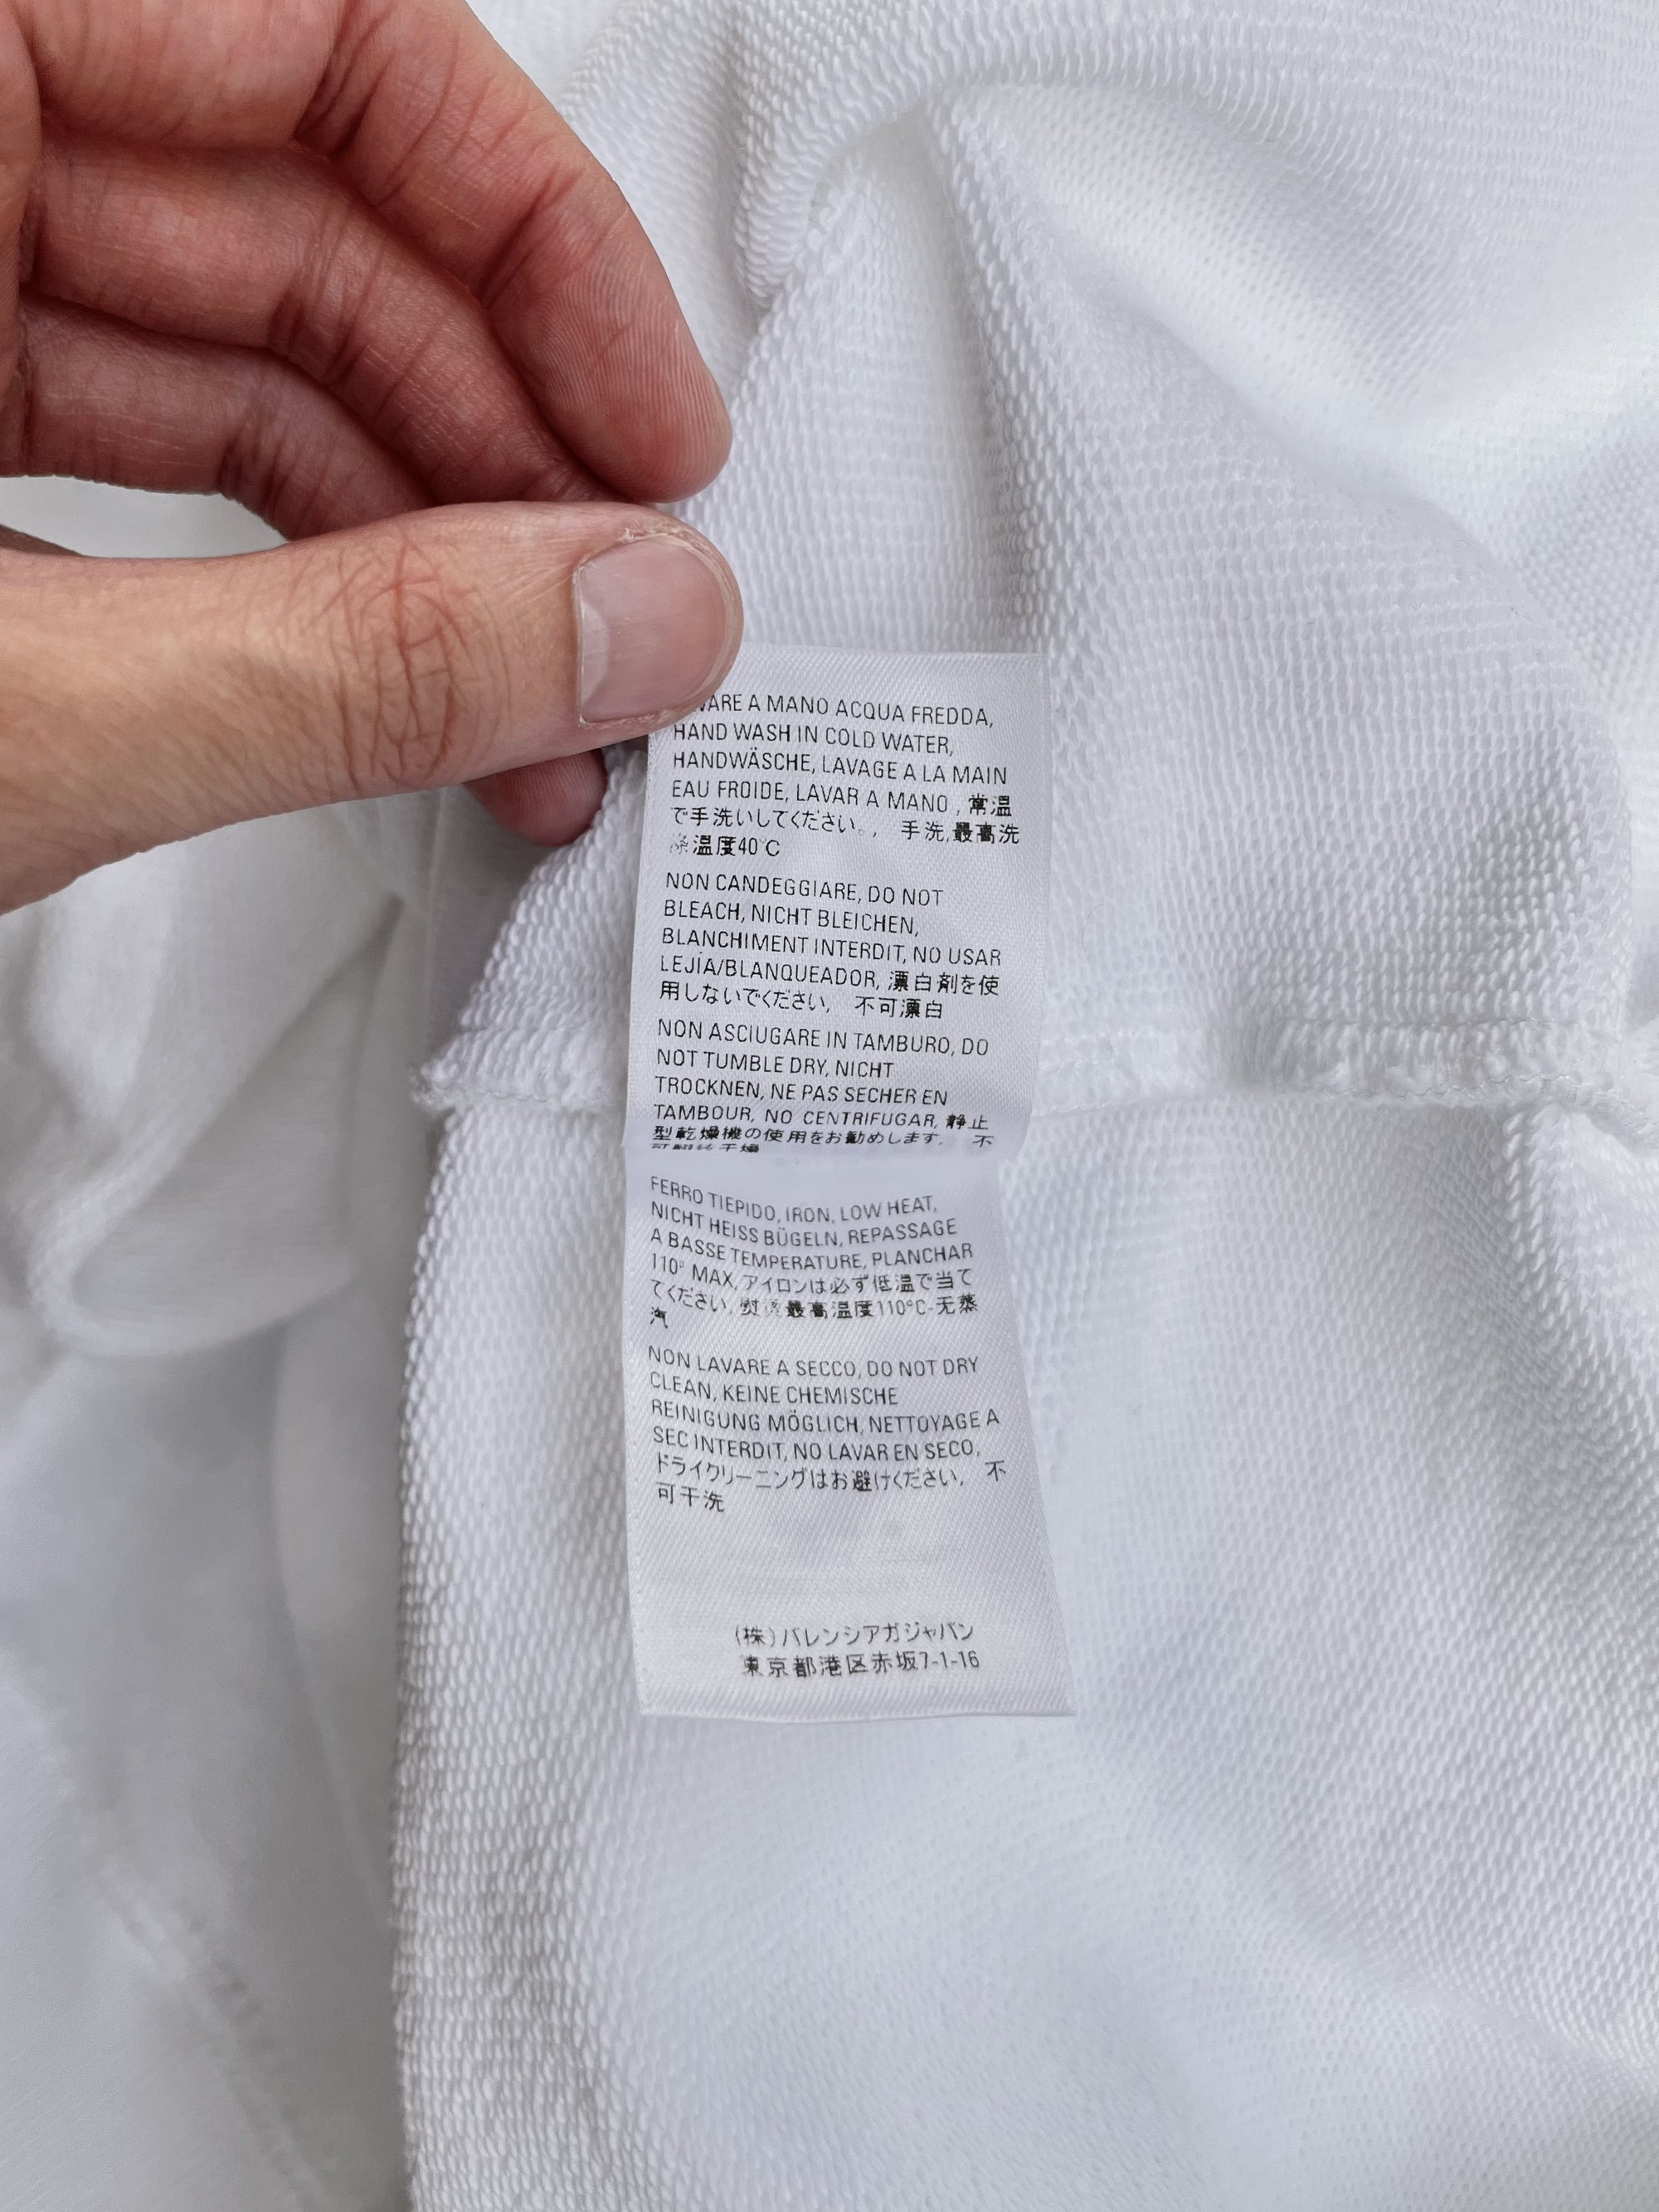 A MANO ACQUA FREDDA,
HAND WASH IN COLD WATER,
HANDWÄSCHE, LAVAGE A LA MAIN
EAU FROIDE, LAVAR A MANO , 常温
で手洗いしてください。, 手洗,最高洗
涤温度40°C
NON CANDEGGIARE, DO NOT
BLEACH, NICHT BLEICHEN,
BLANCHIMENT INTERDIT, NO USAR
LEJÍA/BLANQUEADOR, 漂白剤を使
用しないでください, 不可漂白
NON ASCIUGARE IN TAMBURO, DO
NOT TUMBLE DRY, NICHT
TROCKNEN, NE PAS SECHER EN
TAMBOUR, NO CENTRIFUGAR, 静止
型乾燥機の使用をお勧めします, 不
FERRO TIEPIDO, IRON, LOW HEAT,
NICHT HEISS BÜGELN, REPASSAGE
A BASSE TEMPERATURE, PLANCHAR
110° MAX, アイロンは必ず低温で当て
てください, 熨烫最高温度110°C-无蒸
汽
NON LAVARE A SECCO, DO NOT DRY
CLEAN, KEINE CHEMISCHE
REINIGUNG MÖGLICH, NETTOYAGE A
SEC INTERDIT, NO LAVAR EN SECO,
ドライクリーニングはお避けください, 不
可干洗
(株)バレンシアガジャパン
東京都港区赤坂7-1-16